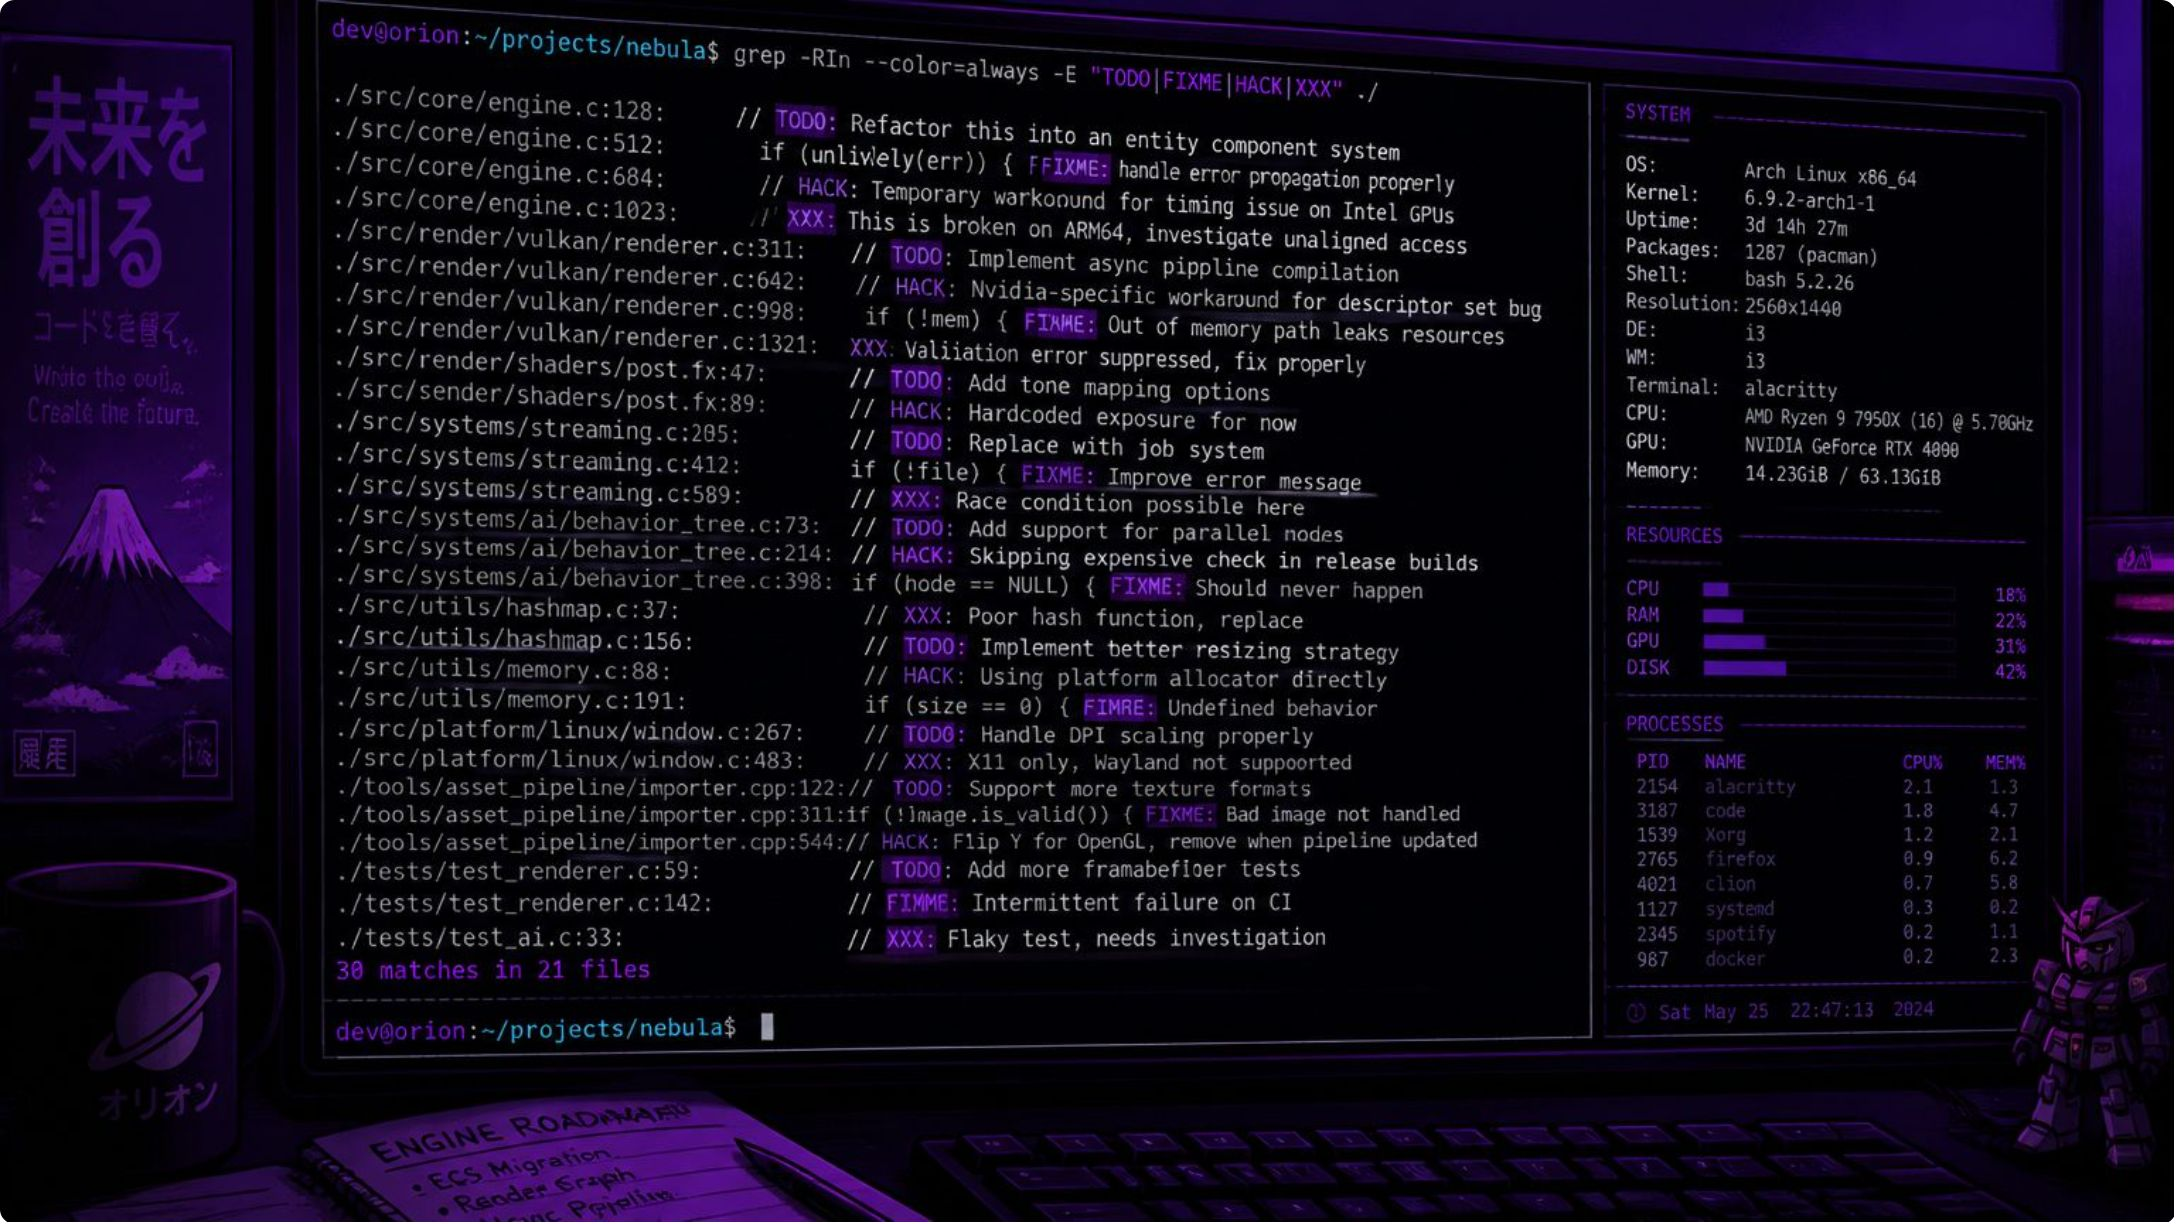 未来を
創る
Create the future.
dev@orion:~/projects/nebula$ grep -RIn --color=always -E "TODO|FIXME|HACK|XXX" ./
./src/core/engine.c:128: // TODO: Refactor this into an entity component system
./src/core/engine.c:512: if (unlivlely(err)) { FFIXME: handle error propagation properly
./src/core/engine.c:684: // HACK: Temporary warkonund for timing issue on Intel GPUs
./src/core/engine.c:1023: // XXX: This is broken on ARM64, investigate unaligned access
./src/render/vulkan/renderer.c:311: // TODO: Implement async pippline compilation
./src/render/vulkan/renderer.c:642: // HACK: Nvidia-specific workaround for descriptor set bug
./src/render/vulkan/renderer.c:998: if (!mem) { FIXME: Out of memory path leaks resources
./src/render/vulkan/renderer.c:1321: XXX: Valiiation error suppressed, fix properly
./src/render/shaders/post.fx:47: // TODO: Add tone mapping options
./src/sender/shaders/post.fx:89: // HACK: Hardcoded exposure for now
./src/systems/streaming.c:205: // TODO: Replace with job system
./src/systems/streaming.c:412: if (!file) { FIXME: Improve error message
./src/systems/streaming.c:589: // XXX: Race condition possible here
./src/systems/ai/behavior_tree.c:73: // TODO: Add support for parallel nodes
./src/systems/ai/behavior_tree.c:214: // HACK: Skipping expensive check in release builds
./src/systems/ai/behavior_tree.c:398: if (hode == NULL) { FIXME: Should never happen
./src/utils/hashmap.c:37: // XXX: Poor hash function, replace
./src/utils/hashmap.c:156: // TODO: Implement better resizing strategy
./src/utils/memory.c:88: // HACK: Using platform allocator directly
./src/utils/memory.c:191: if (size == 0) { FIMRE: Undefined behavior
./src/platform/linux/window.c:267: // TODO: Handle DPI scaling properly
./src/platform/linux/window.c:483: // XXX: X11 only, Wayland not suppoorted
./tools/asset_pipeline/importer.cpp:122:// TODO: Support more texture formats
./tools/asset_pipeline/importer.cpp:311:if (!Image.is_valid()) { FIXME: Bad image not handled
./tools/asset_pipeline/importer.cpp:544:// HACK: Flip Y for OpenGL, remove when pipeline updated
./tests/test_renderer.c:59: // TODO: Add more framabefioer tests
./tests/test_renderer.c:142: // FIMME: Intermittent failure on CI
./tests/test_ai.c:33: // XXX: Flaky test, needs investigation
30 matches in 21 files
dev@orion:~/projects/nebula$
SYSTEM
OS: Arch Linux x86_64
Kernel: 6.9.2-arch1-1
Uptime: 3d 14h 27m
Packages: 1287 (pacman)
Shell: bash 5.2.26
Resolution: 2560x1440
DE: i3
WM: i3
Terminal: alacritty
CPU: AMD Ryzen 9 7950X (16) @ 5.70GHz
GPU: NVIDIA GeForce RTX 4090
Memory: 14.23GiB / 63.13GiB
RESOURCES
CPU 18%
RAM 22%
GPU 31%
DISK 42%
PROCESSES
PID NAME CPU% MEM%
2154 alacritty 2.1 1.3
3187 code 1.8 4.7
1539 Xorg 1.2 2.1
2765 firefox 0.9 6.2
4021 clion 0.7 5.8
1127 systemd 0.3 0.2
2345 spotify 0.2 1.1
987 docker 0.2 2.3
Sat May 25 22:47:13 2024
オリオン
ENGINE
• ECS Migration
• Render Graph